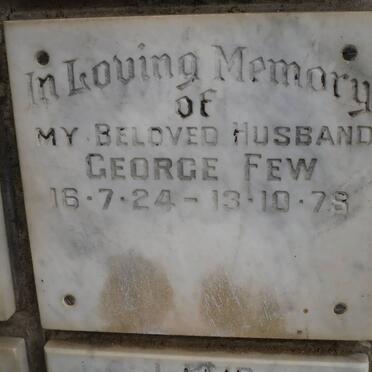 In Loving Memory
of
MY BELOVED HUSBAND
GEORGE FEW
16·7·24 – 13·10·78